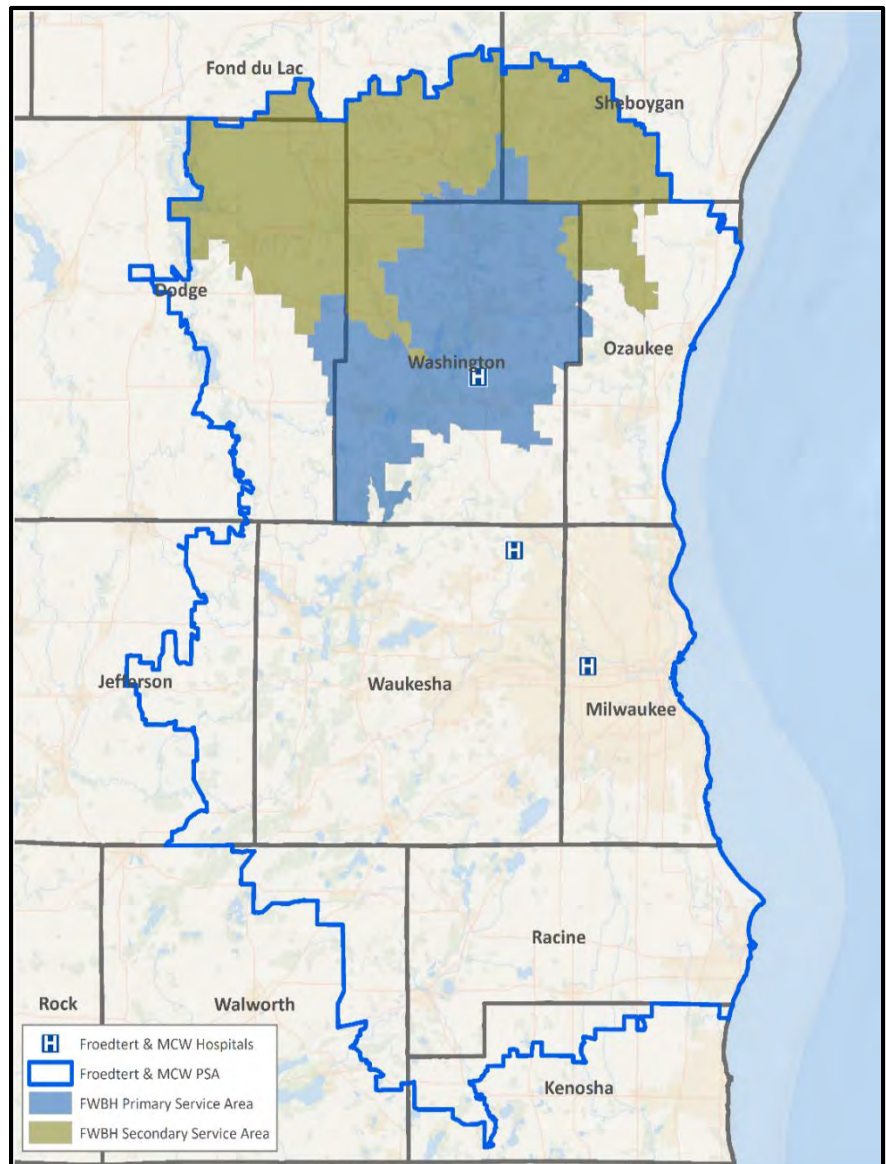 Fond du Lac
Sheboygan
Dodge
Washington
H
Ozaukee
H
H
Jefferson
Waukesha
Milwaukee
Racine
Rock
Walworth
Kenosha
H Froedtert & MCW Hospitals
Froedtert & MCW PSA
FWBH Primary Service Area
FWBH Secondary Service Area